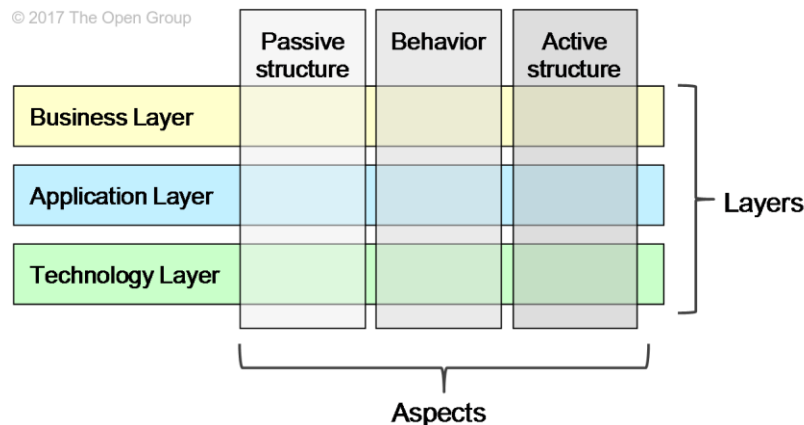 © 2017 The Open Group
Passive
structure
Behavior
Active
structure
Business Layer
Application Layer
Layers
Technology Layer
Aspects